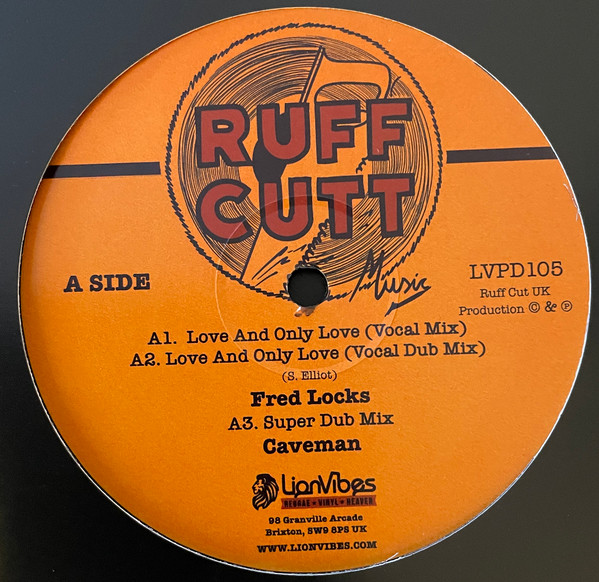 RUFF
CUTT
Music
A SIDE
LVPD105
Ruff Cut UK
Production © & ℗
A1. Love And Only Love (Vocal Mix)
A2. Love And Only Love (Vocal Dub Mix)
(S. Elliot)
Fred Locks
A3. Super Dub Mix
Caveman
LionVibes
REGGAE - VINYL - HEAVEN
98 Granville Arcade
Brixton, SW9 8PS UK
WWW.LIONVIBES.COM